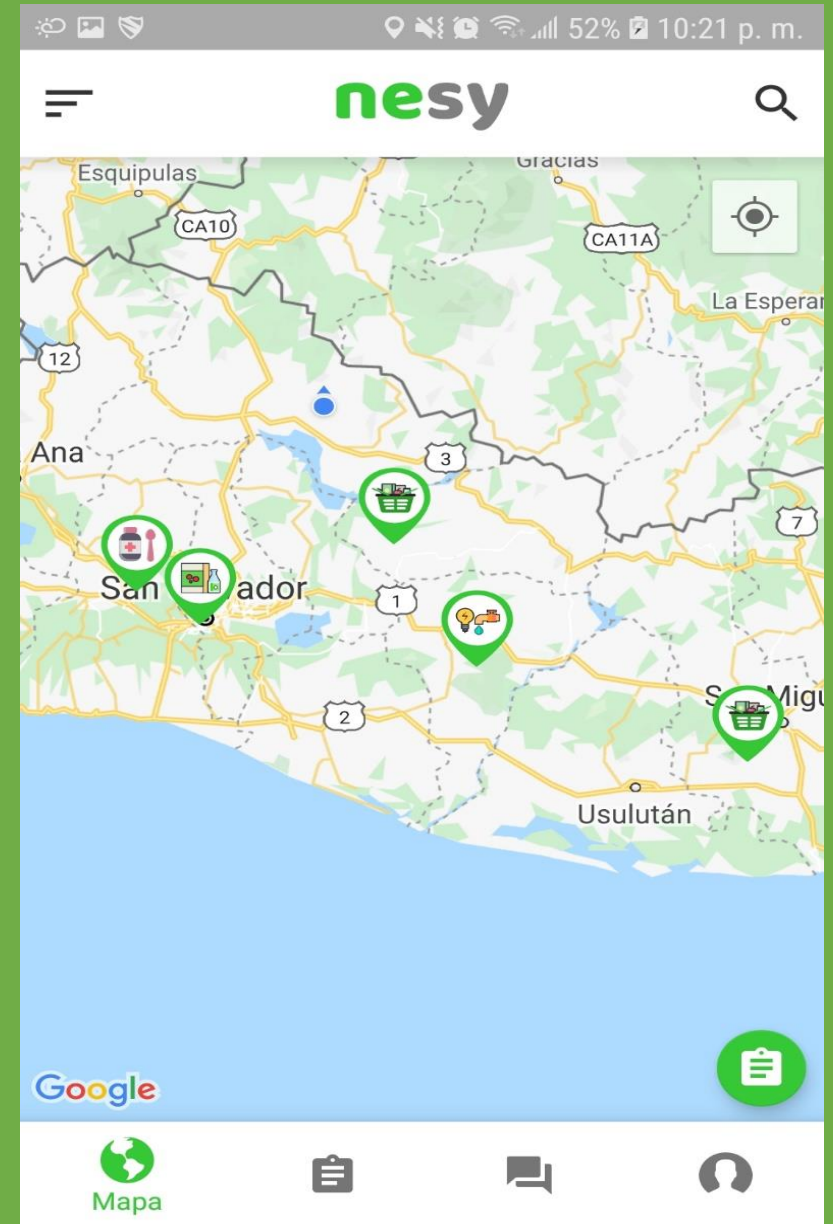 52% 10:21 p. m.
nesy
Esquipulas
Gracias
CA10
CA11A
La Esperar
12
Ana
3
7
San ador
1
S Migu
2
Usulután
Google
Mapa